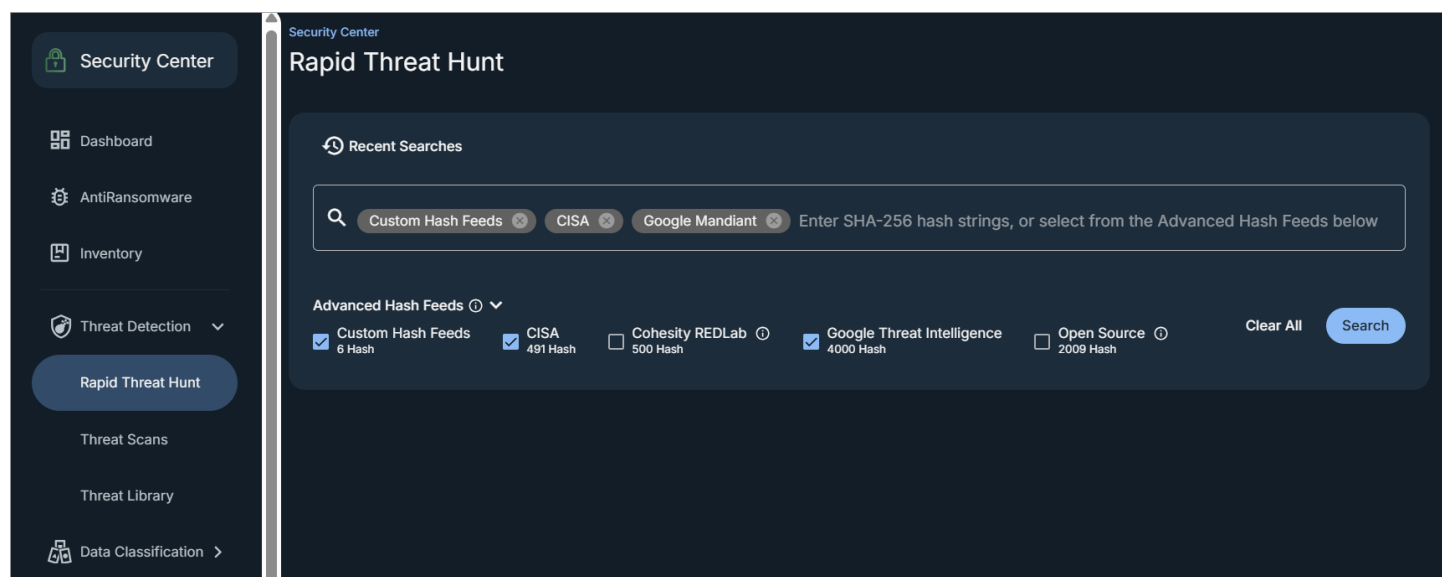 Security Center
Dashboard
AntiRansomware
Inventory
Threat Detection
Rapid Threat Hunt
Threat Scans
Threat Library
Data Classification
Security Center
Rapid Threat Hunt
Recent Searches
Custom Hash Feeds CISA Google Mandiant Enter SHA-256 hash strings, or select from the Advanced Hash Feeds below
Advanced Hash Feeds
Custom Hash Feeds CISA Cohesity REDLab Google Threat Intelligence Open Source
6 Hash 491 Hash 500 Hash 4000 Hash 2009 Hash
Clear All Search